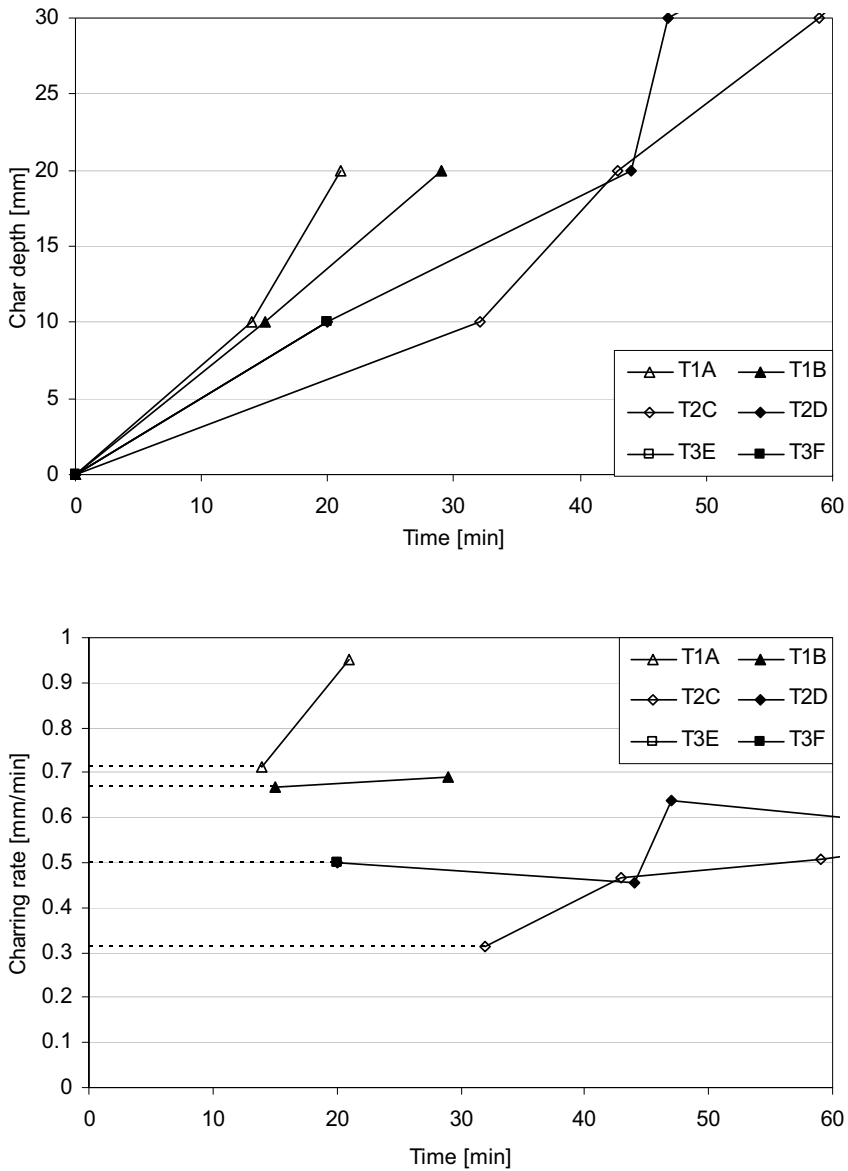 30
25
20
15
10
5
0
Char depth [mm]
T1A T1B
T2C T2D
T3E T3F
0 10 20 30 40 50 60
Time [min]
1
0.9
0.8
0.7
0.6
0.5
0.4
0.3
0.2
0.1
0
Charring rate [mm/min]
T1A T1B
T2C T2D
T3E T3F
0 10 20 30 40 50 60
Time [min]